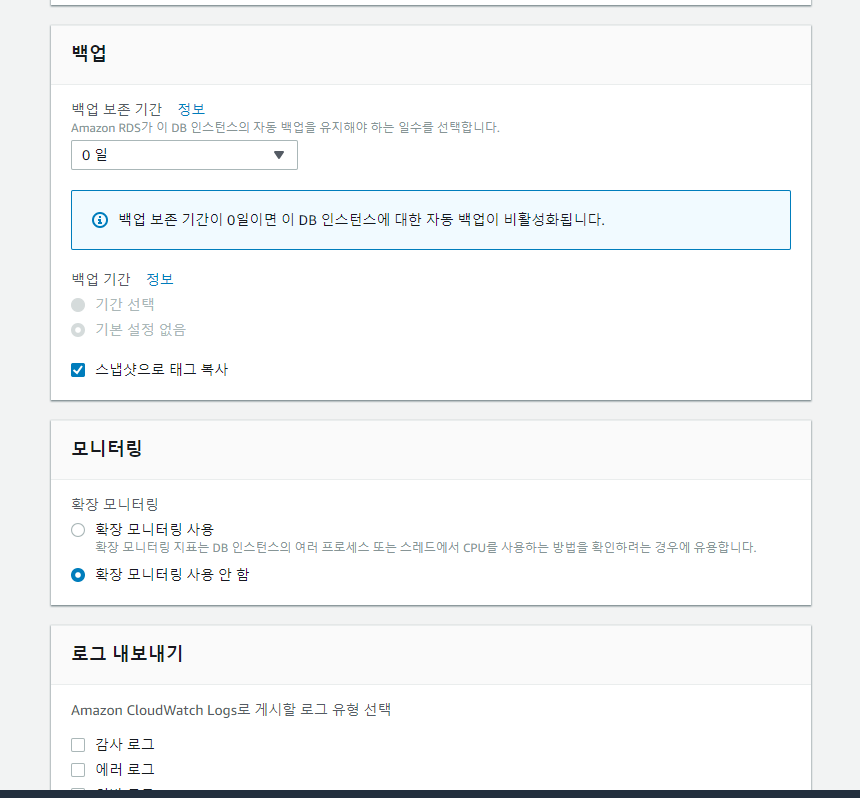 백업
백업 보존 기간 정보
Amazon RDS가 이 DB 인스턴스의 자동 백업을 유지해야 하는 일수를 선택합니다.
0 일
백업 보존 기간이 0일이면 이 DB 인스턴스에 대한 자동 백업이 비활성화됩니다.
백업 기간 정보
기간 선택
기본 설정 없음
스냅샷으로 태그 복사
모니터링
확장 모니터링
확장 모니터링 사용
확장 모니터링 지표는 DB 인스턴스의 여러 프로세스 또는 스레드에서 CPU를 사용하는 방법을 확인하려는 경우에 유용합니다.
확장 모니터링 사용 안 함
로그 내보내기
Amazon CloudWatch Logs로 게시할 로그 유형 선택
감사 로그
에러 로그